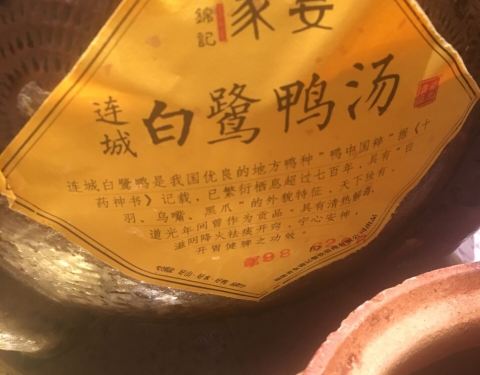 錦記
家宴
连城
白鹭鸭汤
连城白鹭鸭是我国优良的地方鸭种"鸭中国粹"据《十
药神书》记载，已繁衍栖息超过七百年，具有"白
羽、乌嘴、黑爪"的外貌特征，天下独有，
道光年间曾作为贡品。具有清热解毒、
滋阴降火祛痰开窍、宁心安神、
开胃健脾之功效。